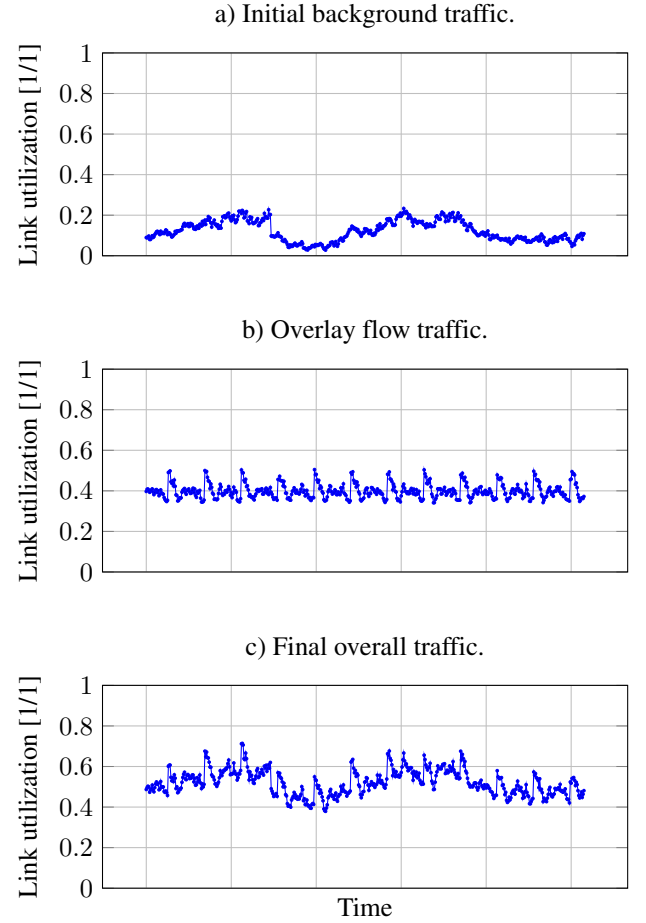 a) Initial background traffic.
Link utilization [1/1]
1
0.8
0.6
0.4
0.2
0
b) Overlay flow traffic.
Link utilization [1/1]
1
0.8
0.6
0.4
0.2
0
c) Final overall traffic.
Link utilization [1/1]
1
0.8
0.6
0.4
0.2
0
Time